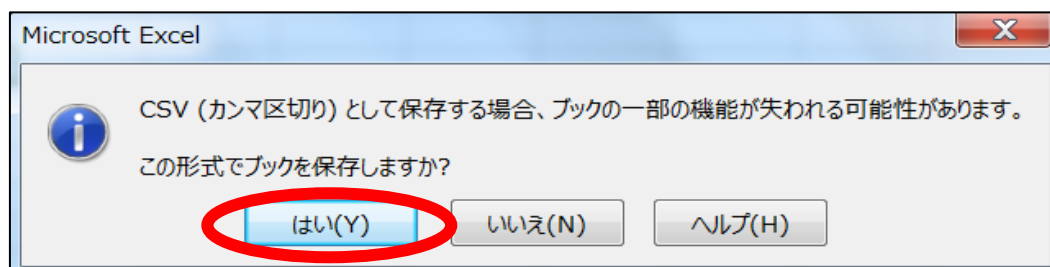 Microsoft Excel
CSV (カンマ区切り) として保存する場合、ブックの一部の機能が失われる可能性があります。
この形式でブックを保存しますか?
はい(Y) いいえ(N) ヘルプ(H)